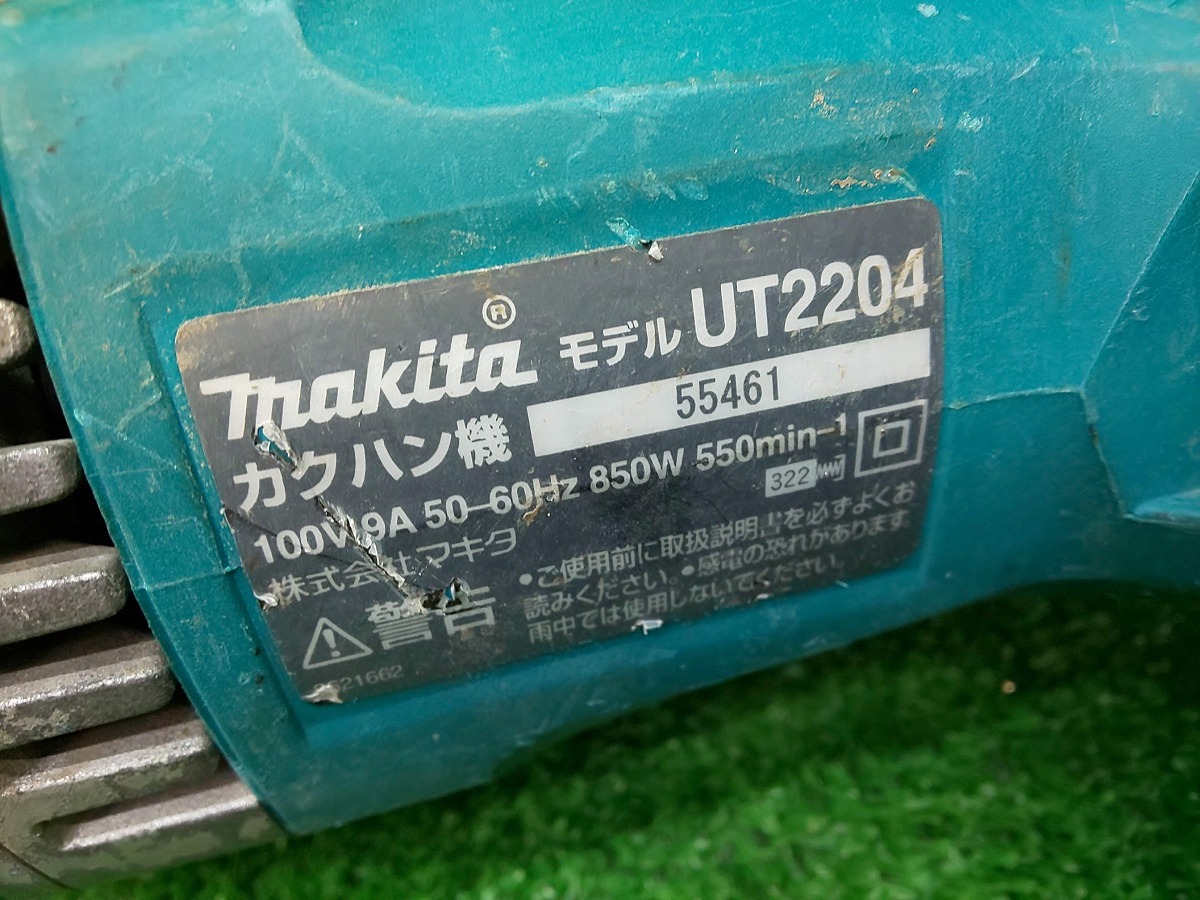 makita® モデル UT2204
カクハン機 55461
100V 9A 50-60Hz 850W 550min-1
株式会社マキタ 322
警告
•ご使用前に取扱説明書を必ずよくお
読みください。•感電の恐れがあります
雨中では使用しないでください。
621662